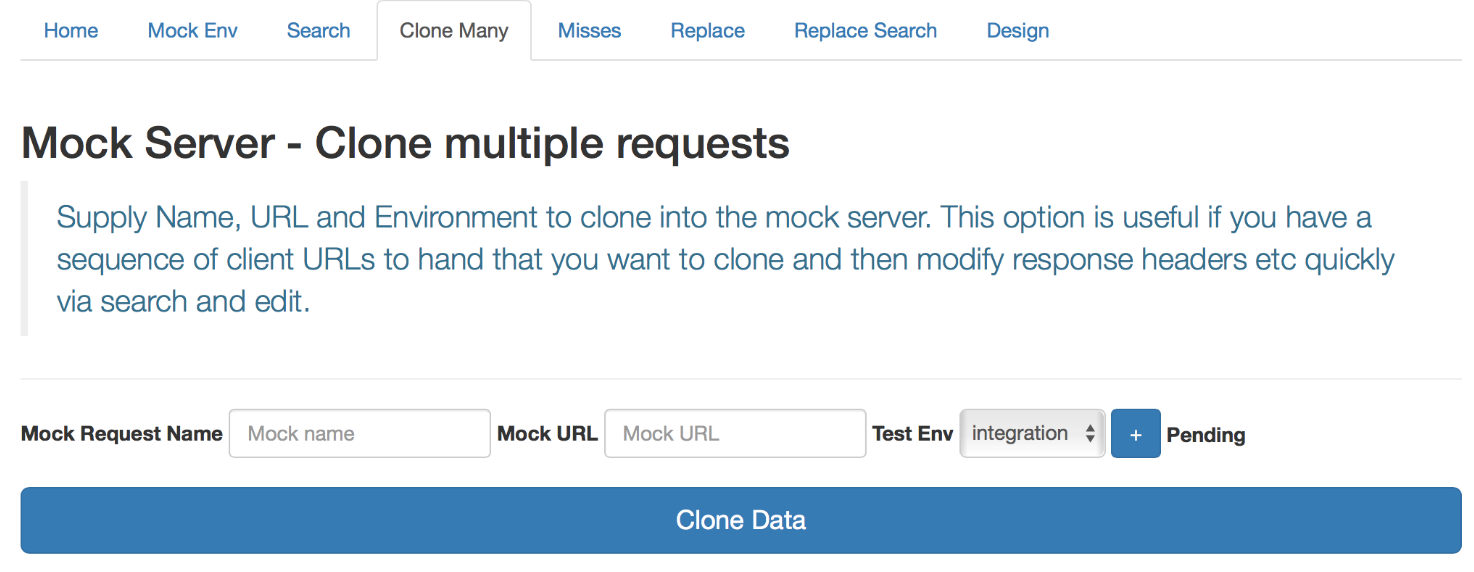 Home Mock Env Search Clone Many Misses Replace Replace Search Design
Mock Server - Clone multiple requests
Supply Name, URL and Environment to clone into the mock server. This option is useful if you have a
sequence of client URLs to hand that you want to clone and then modify response headers etc quickly
via search and edit.
Mock Request Name Mock name Mock URL Mock URL Test Env integration + Pending
Clone Data